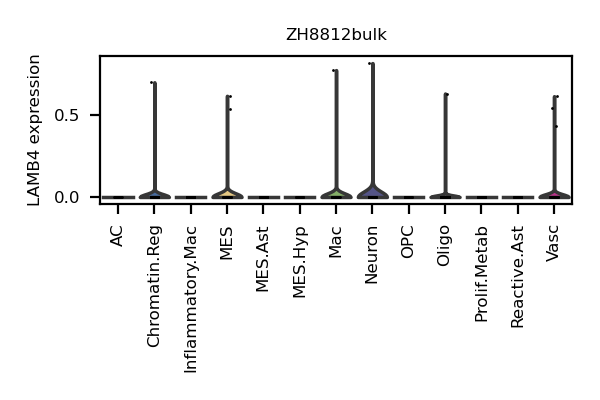 ZH8812bulk
LAMB4 expression
0.5
0.0
AC
Chromatin.Reg
Inflammatory.Mac
MES
MES.Ast
MES.Hyp
Mac
Neuron
OPC
Oligo
Prolif.Metab
Reactive.Ast
Vasc